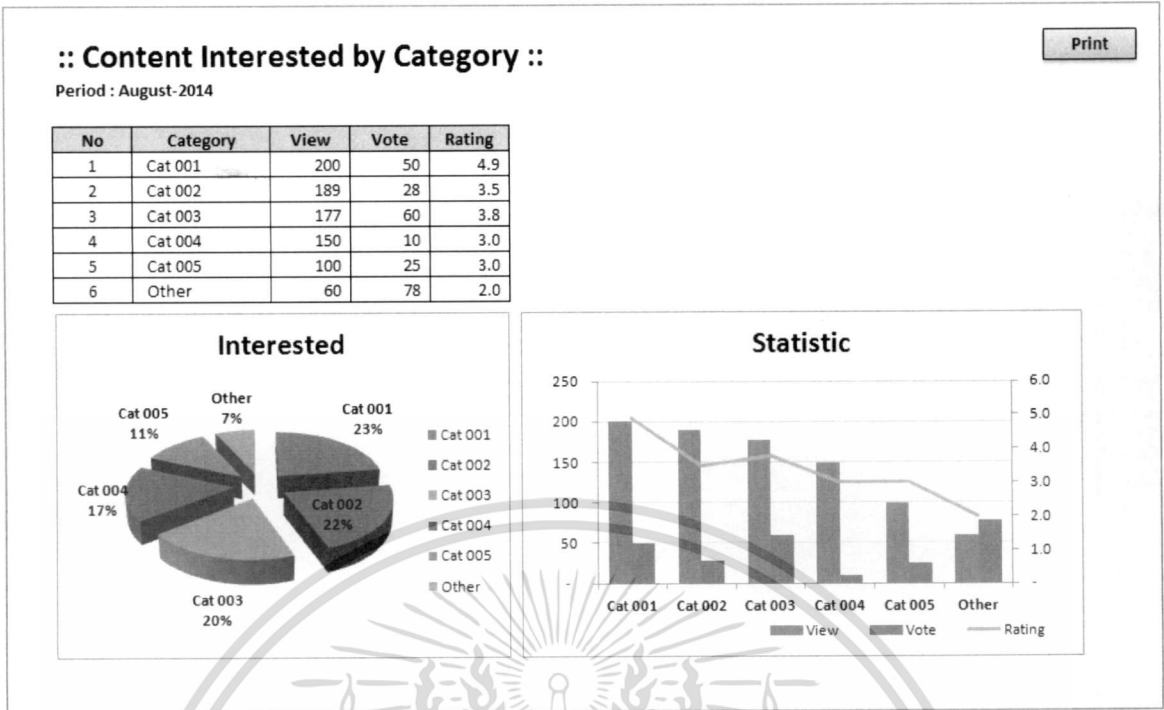 :: Content Interested by Category ::
Print
Period : August-2014
No Category View Vote Rating
1 Cat 001 200 50 4.9
2 Cat 002 189 28 3.5
3 Cat 003 177 60 3.8
4 Cat 004 150 10 3.0
5 Cat 005 100 25 3.0
6 Other 60 78 2.0
Interested
Other
7%
Cat 001
23%
Cat 005
11%
Cat 004
17%
Cat 002
22%
Cat 003
20%
Cat 001
Cat 002
Cat 003
Cat 004
Cat 005
Other
Statistic
250
200
150
100
50
-
6.0
5.0
4.0
3.0
2.0
1.0
-
Cat 001 Cat 002 Cat 003 Cat 004 Cat 005 Other
View Vote Rating